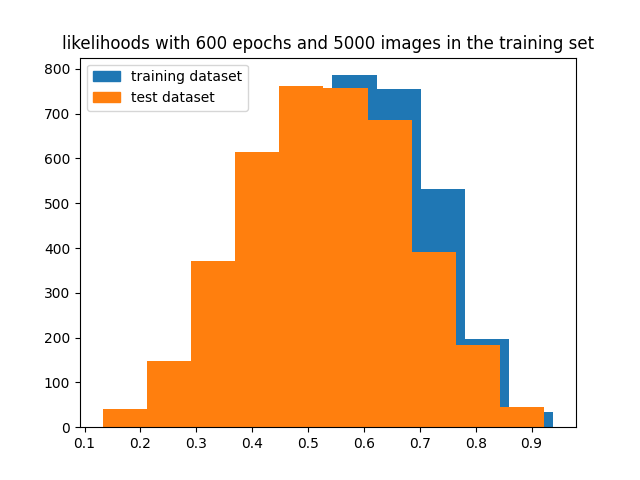 likelihoods with 600 epochs and 5000 images in the training set
training dataset
test dataset
800
700
600
500
400
300
200
100
0
0.1 0.2 0.3 0.4 0.5 0.6 0.7 0.8 0.9